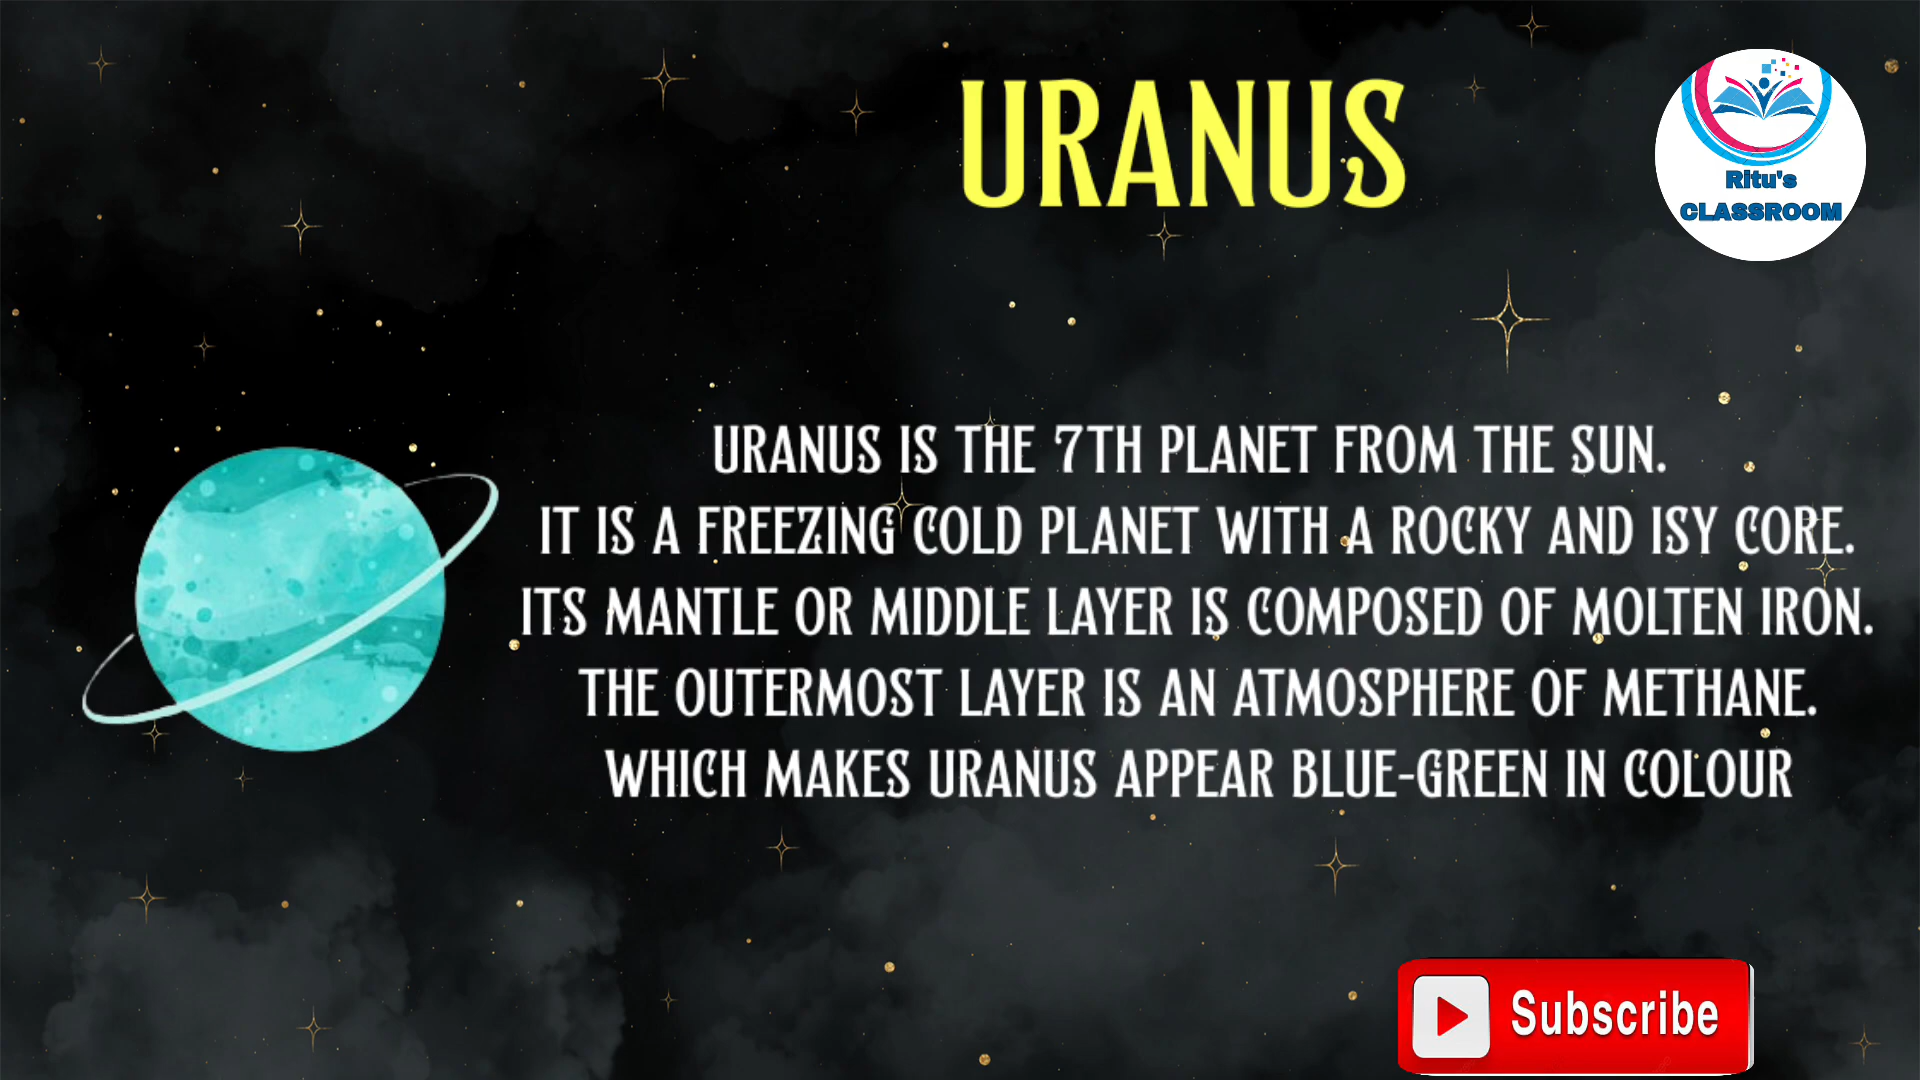 URANUS
Ritu's
CLASSROOM
URANUS IS THE 7TH PLANET FROM THE SUN.
IT IS A FREEZING COLD PLANET WITH A ROCKY AND ISY CORE.
ITS MANTLE OR MIDDLE LAYER IS COMPOSED OF MOLTEN IRON.
THE OUTERMOST LAYER IS AN ATMOSPHERE OF METHANE.
WHICH MAKES URANUS APPEAR BLUE-GREEN IN COLOUR
Subscribe